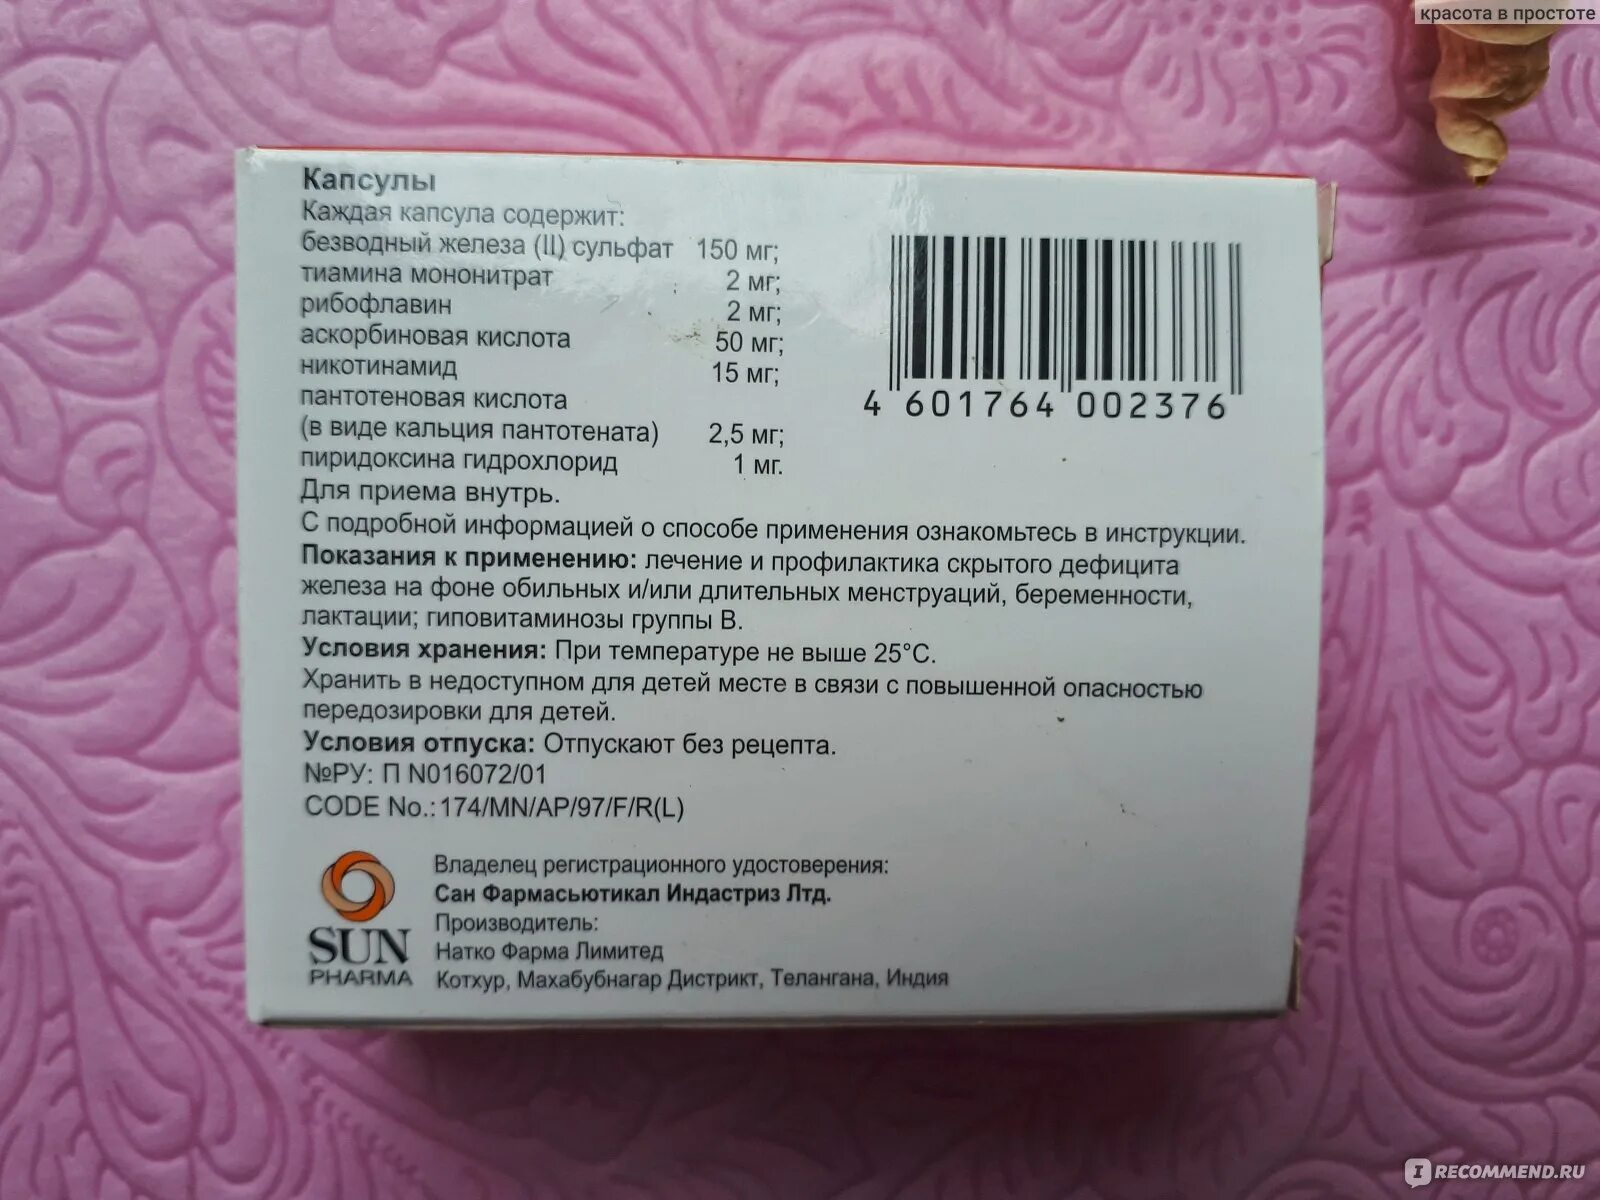 красота в простоте
Капсулы
Каждая капсула содержит:
безводный железа (II) сульфат 150 мг;
тиамина мононитрат 2 мг;
рибофлавин 2 мг;
аскорбиновая кислота 50 мг;
никотинамид 15 мг;
пантотеновая кислота
(в виде кальция пантотената) 2,5 мг;
пиридоксина гидрохлорид 1 мг.
Для приема внутрь.
С подробной информацией о способе применения ознакомьтесь в инструкции.
Показания к применению: лечение и профилактика скрытого дефицита
железа на фоне обильных и/или длительных менструаций, беременности,
лактации; гиповитаминозы группы В.
Условия хранения: При температуре не выше 25°С.
Хранить в недоступном для детей месте в связи с повышенной опасностью
передозировки для детей.
Условия отпуска: Отпускают без рецепта.
№РУ: П N016072/01
CODE No.: 174/MN/AP/97/F/R(L)
4 601764 002376
SUN
PHARMA
Владелец регистрационного удостоверения:
Сан Фармасьютикал Индастриз Лтд.
Производитель:
Натко Фарма Лимитед
Котхур, Махабубнагар Дистрикт, Телангана, Индия
IRECOMMEND.RU